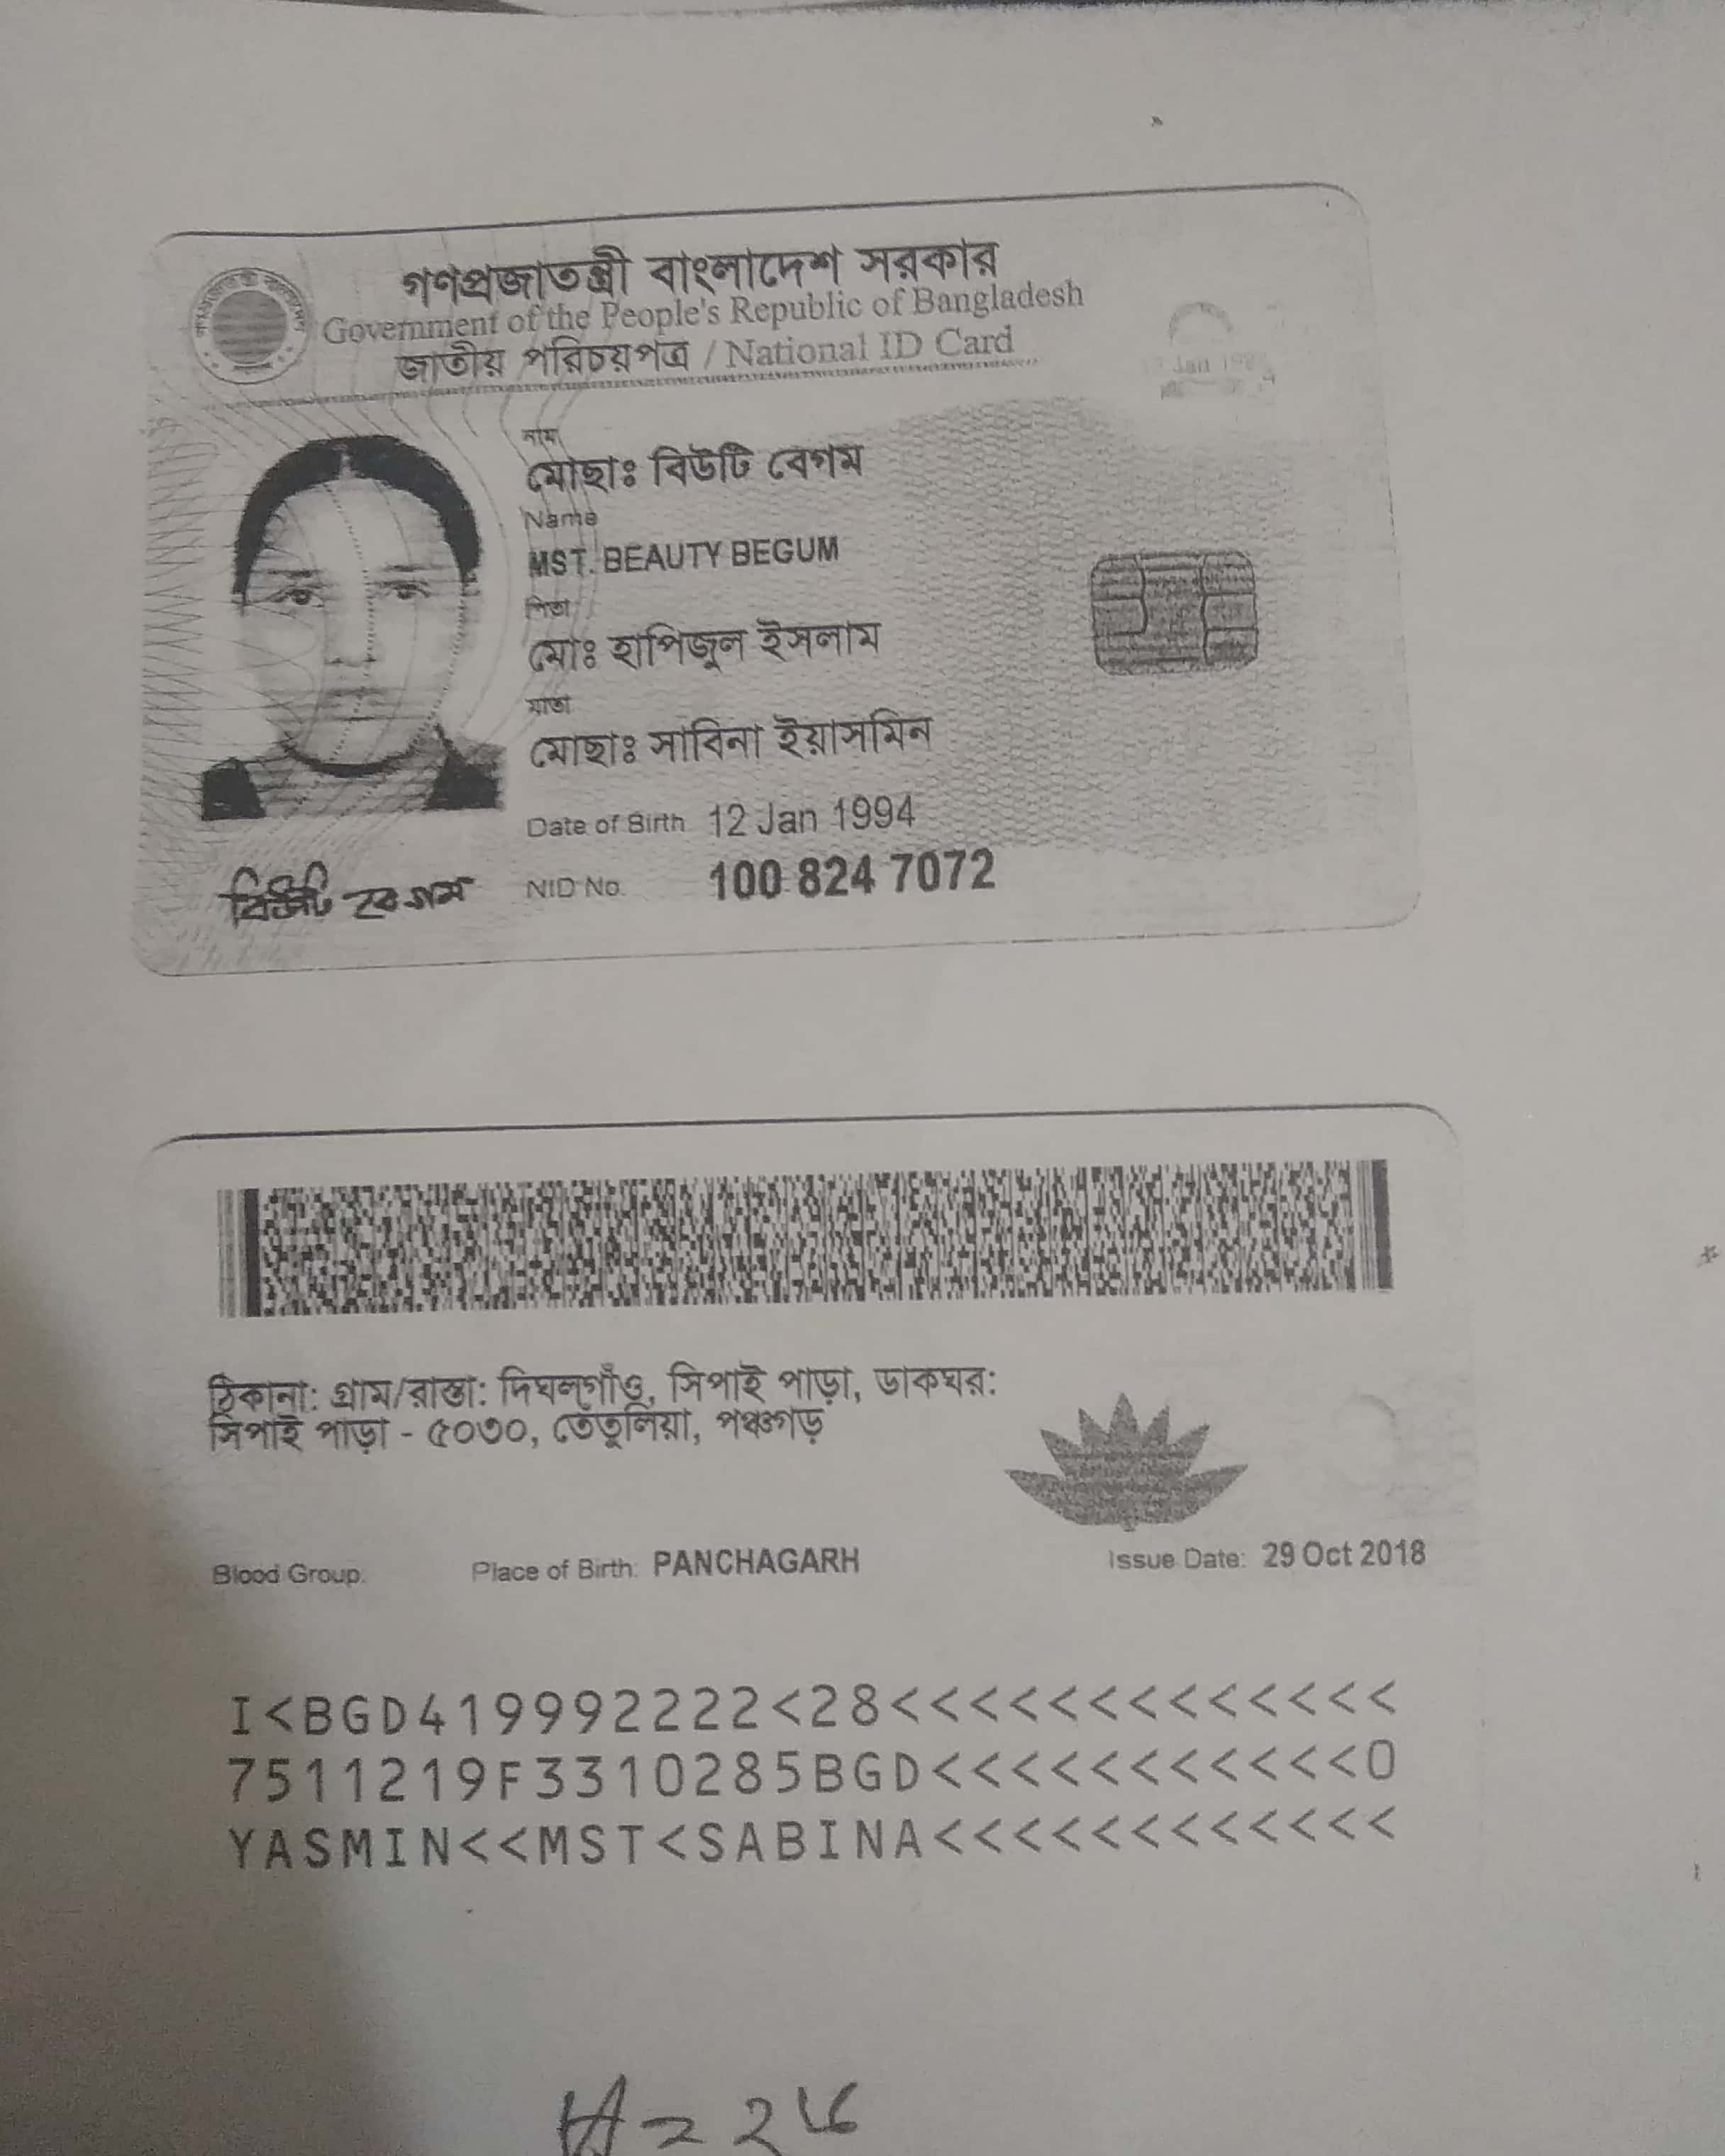 গণপ্রজাতন্ত্রী বাংলাদেশ সরকার
Government of the People's Republic of Bangladesh
জাতীয় পরিচয়পত্র / National ID Card
Jan
নাম
মোছাঃ বিউটি বেগম
Name
MST. BEAUTY BEGUM
পিতা
মোঃ হাপিজুল ইসলাম
মাতা
মোছাঃ সাবিনা ইয়াসমিন
Date of Birth 12 Jan 1994
বিউটি বেগম
NID No. 100 824 7072
ঠিকানা: গ্রাম/রাস্তা: দিঘলগাঁও, সিপাই পাড়া, ডাকঘর:
সিপাই পাড়া - ৫০৩০, তেঁতুলিয়া, পঞ্চগড়
Blood Group: Place of Birth: PANCHAGARH Issue Date: 29 Oct 2018
I<BGD419992222<28<<<<<<<<<<<<<
7511219F3310285BGD<<<<<<<<<<<0
YASMIN<<MST<SABINA<<<<<<<<<<<<